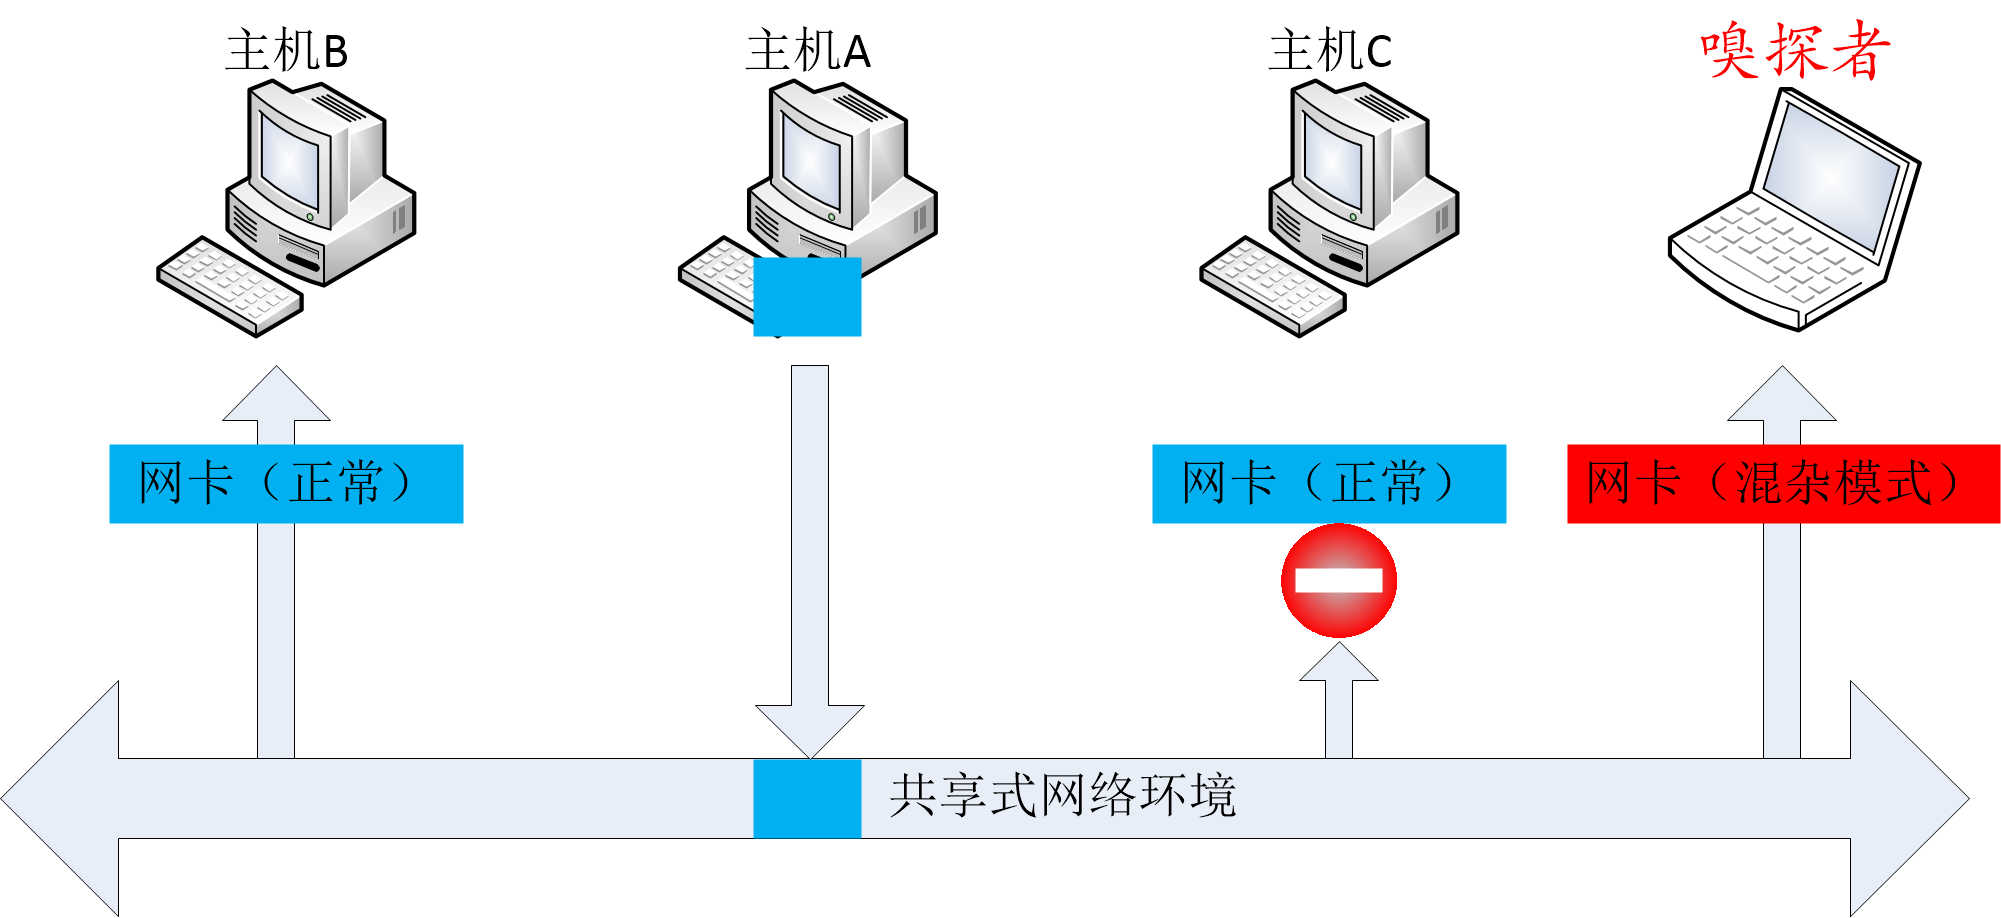 主机B
主机A
主机C
嗅探者
网卡（正常）
网卡（正常）
网卡（混杂模式）
共享式网络环境